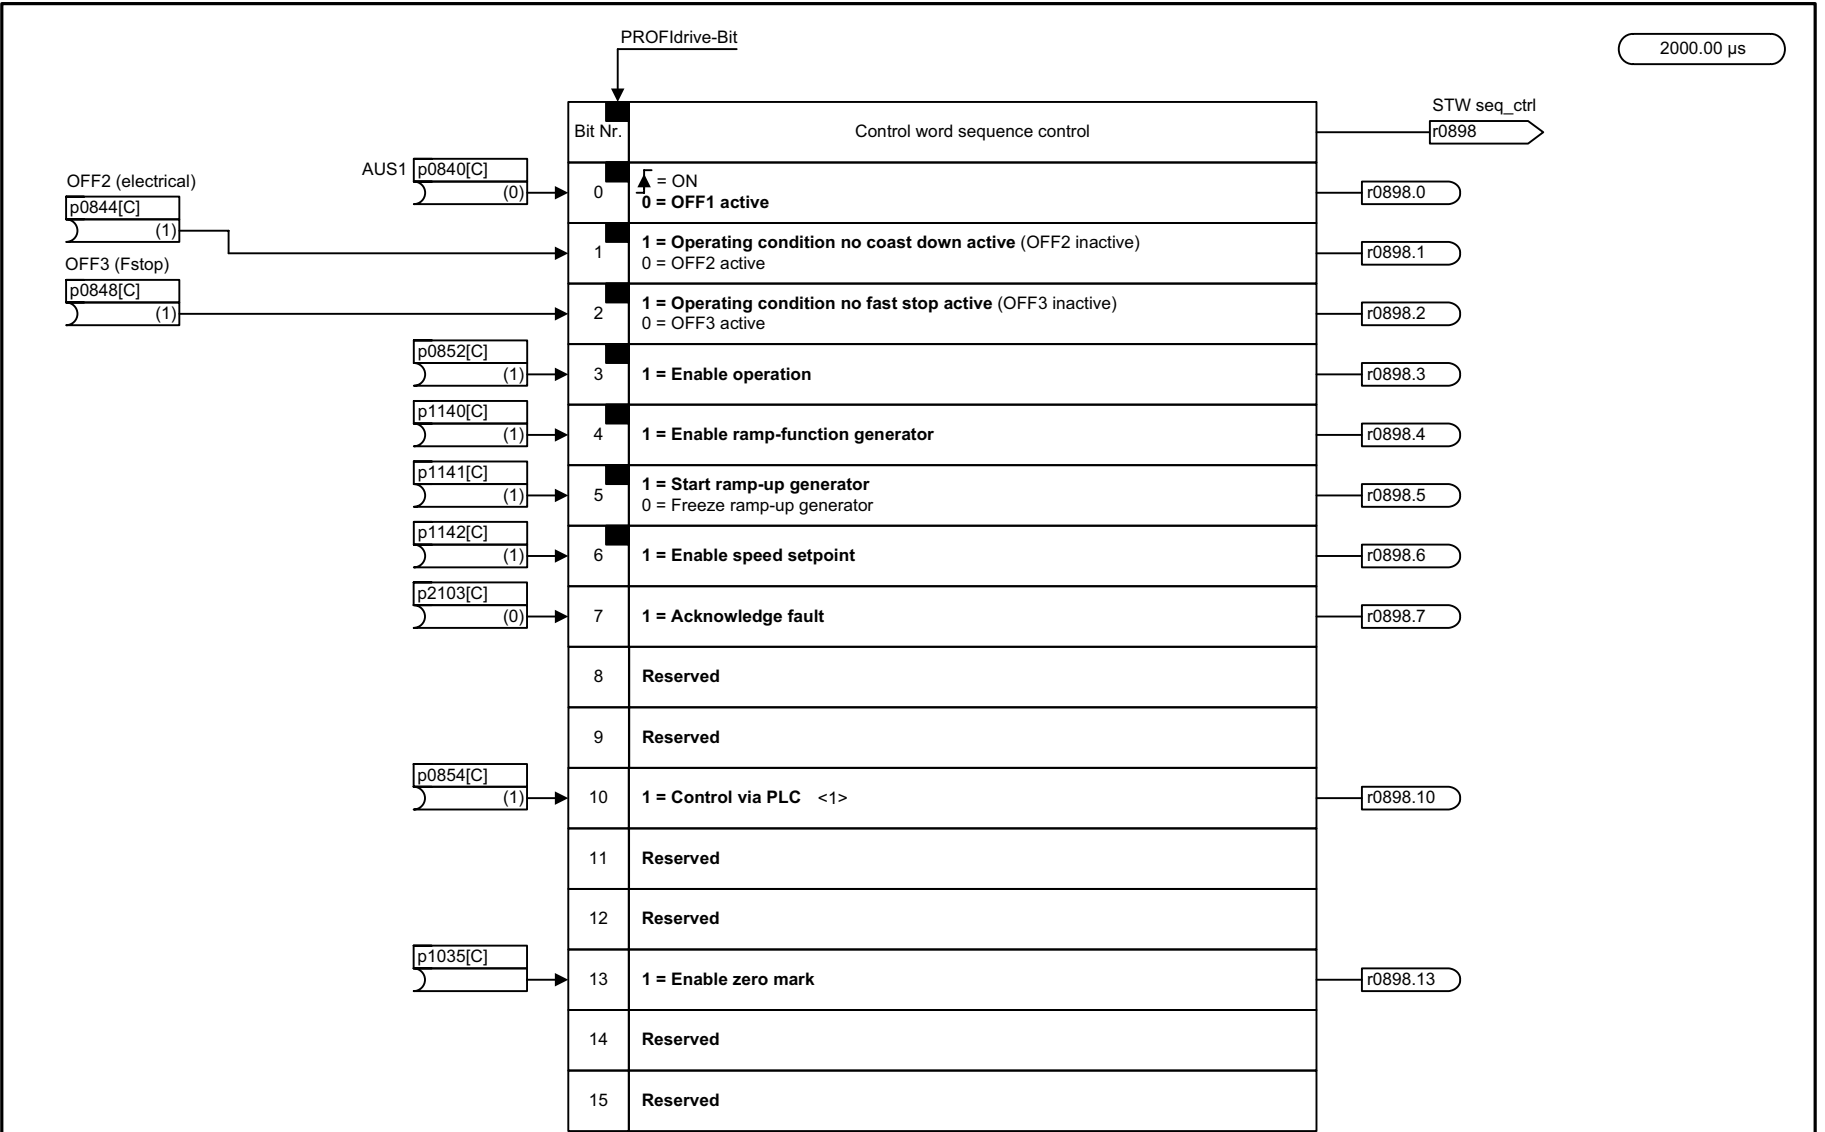 PROFIdrive-Bit
2000.00 µs
STW seq_ctrl
Bit Nr.
Control word sequence control
r0898
AUS1
p0840[C]
(0)
0
= ON
0 = OFF1 active
r0898.0
OFF2 (electrical)
p0844[C]
(1)
1
1 = Operating condition no coast down active (OFF2 inactive)
0 = OFF2 active
r0898.1
OFF3 (Fstop)
p0848[C]
(1)
2
1 = Operating condition no fast stop active (OFF3 inactive)
0 = OFF3 active
r0898.2
p0852[C]
(1)
3
1 = Enable operation
r0898.3
p1140[C]
(1)
4
1 = Enable ramp-function generator
r0898.4
p1141[C]
(1)
5
1 = Start ramp-up generator
0 = Freeze ramp-up generator
r0898.5
p1142[C]
(1)
6
1 = Enable speed setpoint
r0898.6
p2103[C]
(0)
7
1 = Acknowledge fault
r0898.7
8
Reserved
9
Reserved
p0854[C]
(1)
10
1 = Control via PLC <1>
r0898.10
11
Reserved
12
Reserved
p1035[C]
13
1 = Enable zero mark
r0898.13
14
Reserved
15
Reserved